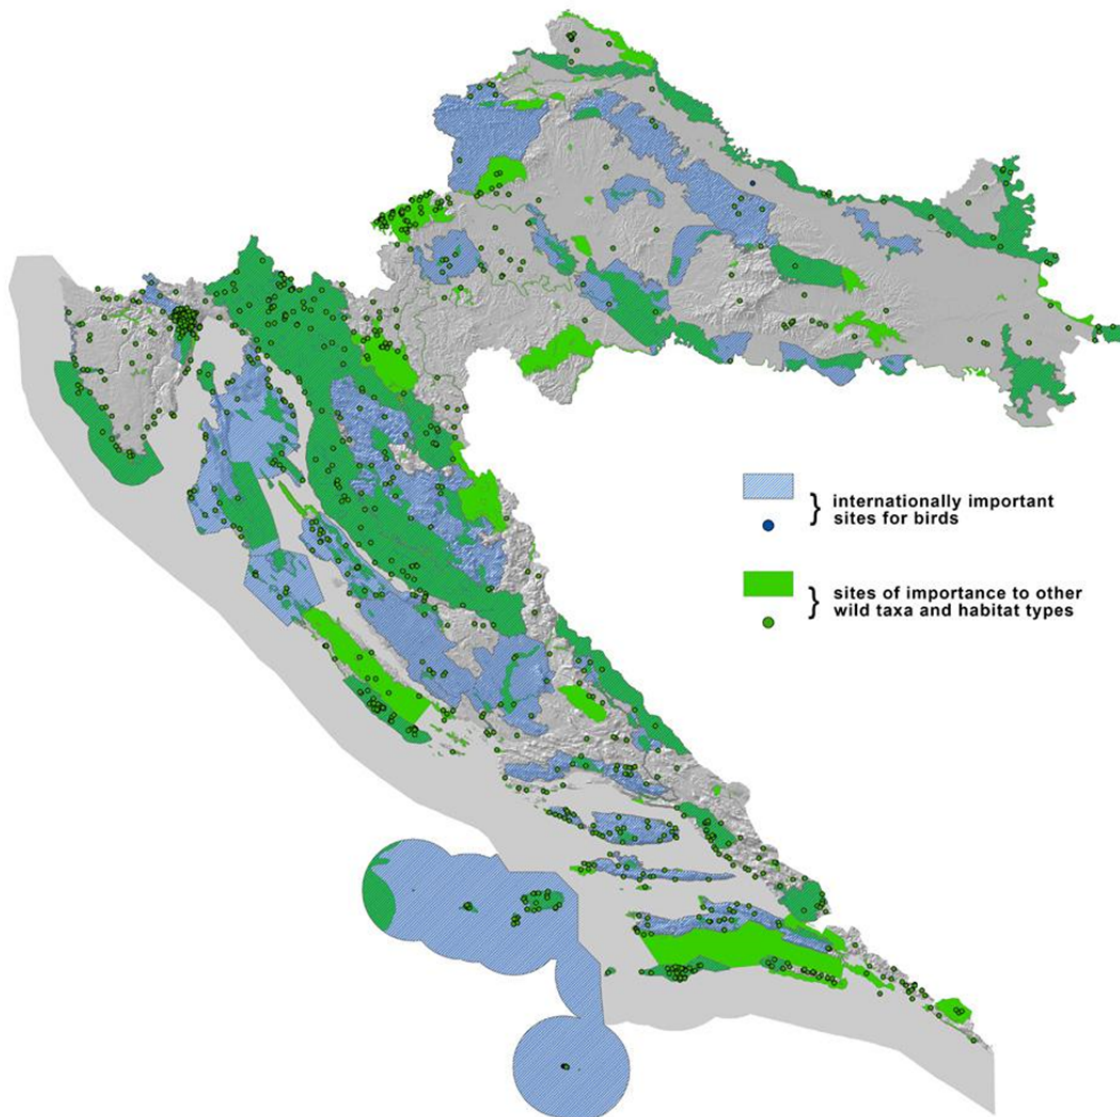 internationally important
sites for birds
sites of importance to other
wild taxa and habitat types